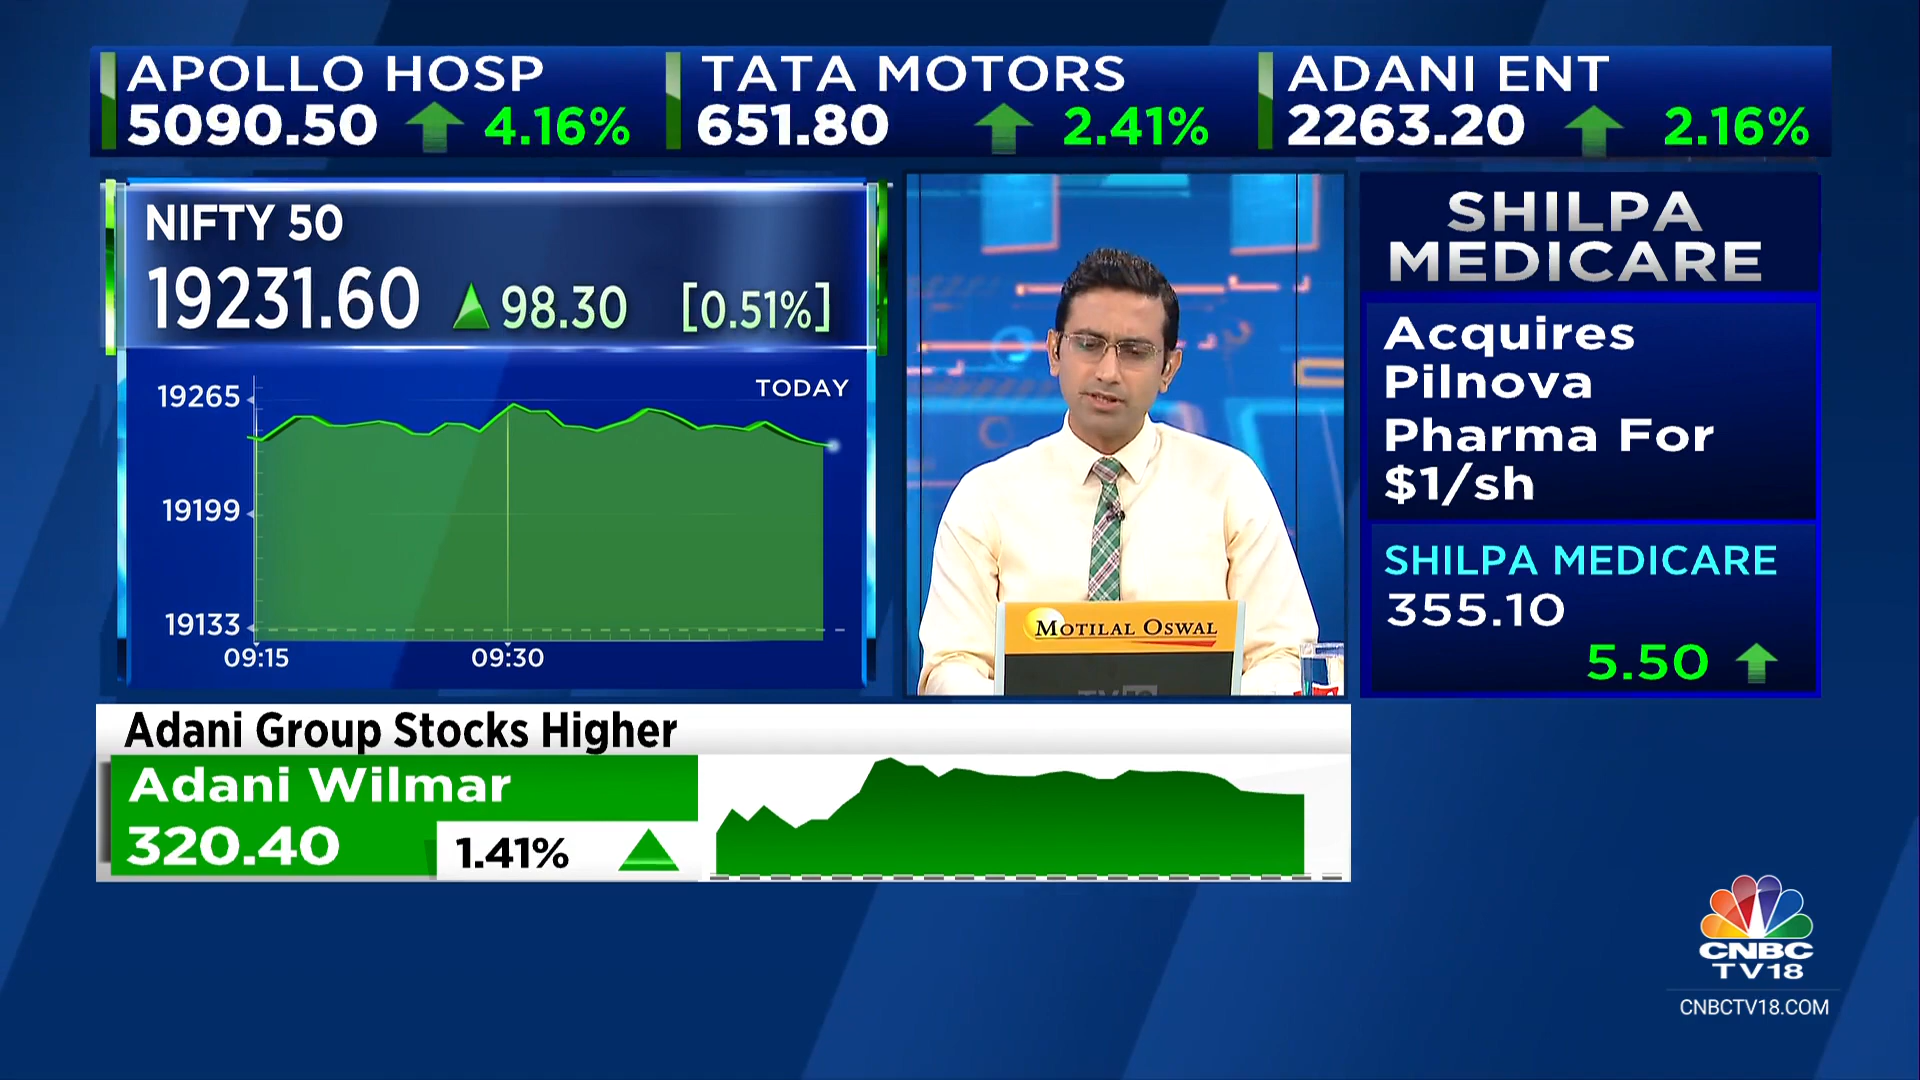 APOLLO HOSP
5090.50 4.16%
TATA MOTORS
651.80 2.41%
ADANI ENT
2263.20 2.16%
NIFTY 50
19231.60 98.30 [0.51%]
TODAY
19265
19199
19133
09:15 09:30
MOTILAL OSWAL
TV18
SHILPA
MEDICARE
Acquires
Pilnova
Pharma For
$1/sh
SHILPA MEDICARE
355.10
5.50
Adani Group Stocks Higher
Adani Wilmar
320.40 1.41%
CNBC
TV18
CNBCTV18.COM